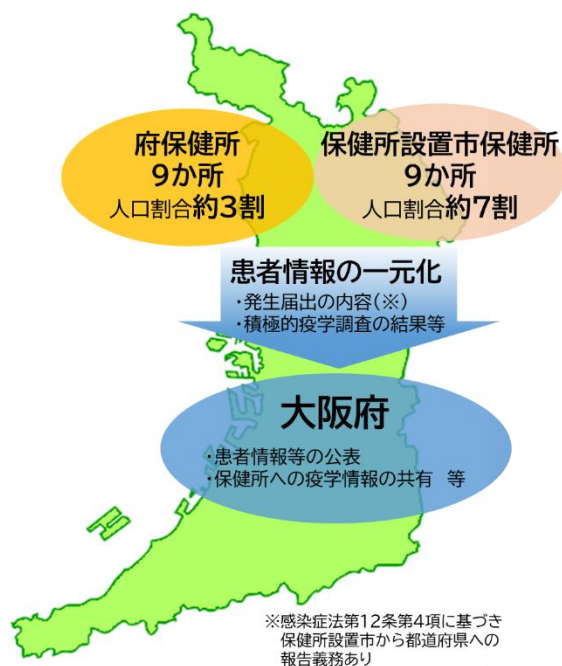 府保健所
9か所
人口割合約3割
保健所設置市保健所
9か所
人口割合約7割
患者情報の一元化
・発生届出の内容(※)
・積極的疫学調査の結果等
大阪府
・患者情報等の公表
・保健所への疫学情報の共有 等
※感染症法第12条第4項に基づき
保健所設置市から都道府県への
報告義務あり